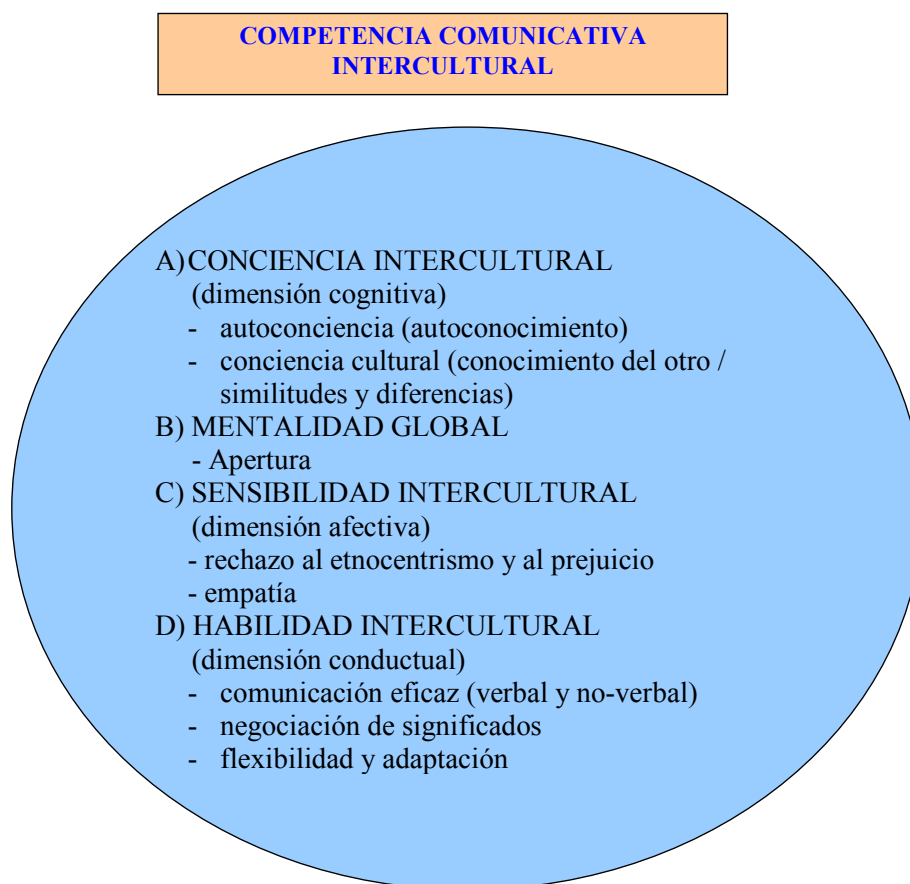 COMPETENCIA COMUNICATIVA
INTERCULTURAL
A) CONCIENCIA INTERCULTURAL
(dimensión cognitiva)
- autoconciencia (autoconocimiento)
- conciencia cultural (conocimiento del otro /
similitudes y diferencias)
B) MENTALIDAD GLOBAL
- Apertura
C) SENSIBILIDAD INTERCULTURAL
(dimensión afectiva)
- rechazo al etnocentrismo y al prejuicio
- empatía
D) HABILIDAD INTERCULTURAL
(dimensión conductual)
- comunicación eficaz (verbal y no-verbal)
- negociación de significados
- flexibilidad y adaptación